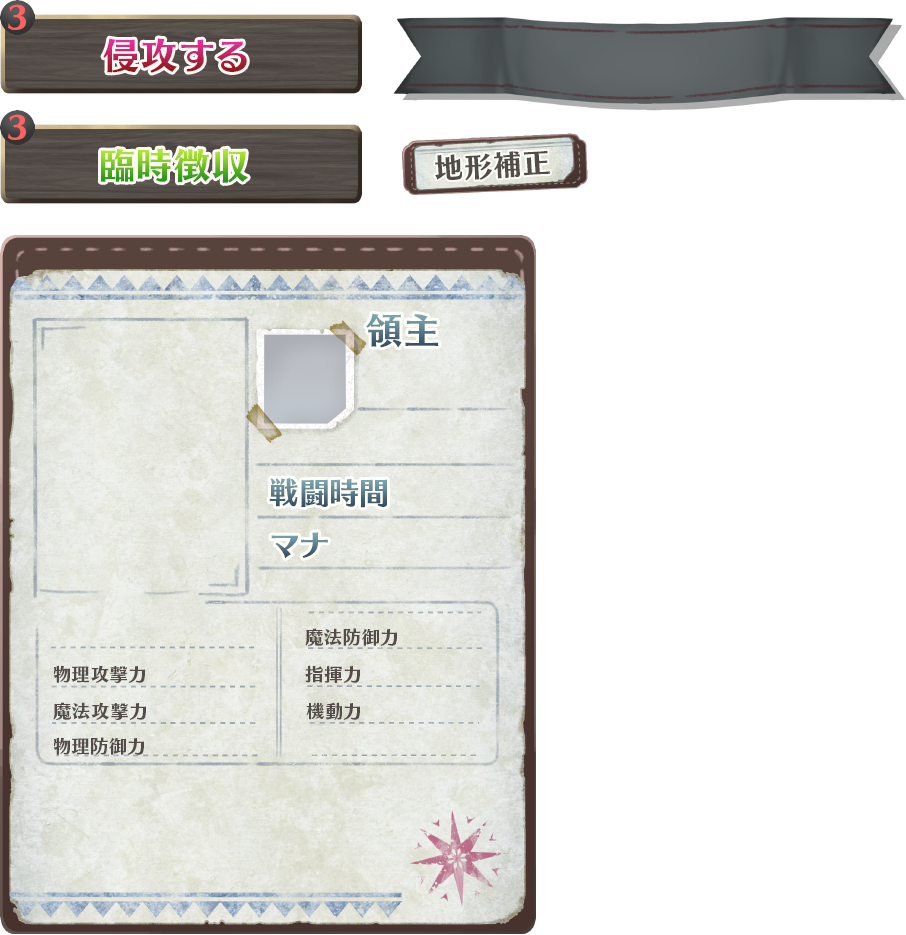 3
侵攻する
3
臨時徴収
地形補正
領主
戦闘時間
マナ
物理攻撃力
魔法攻撃力
物理防御力
魔法防御力
指揮力
機動力